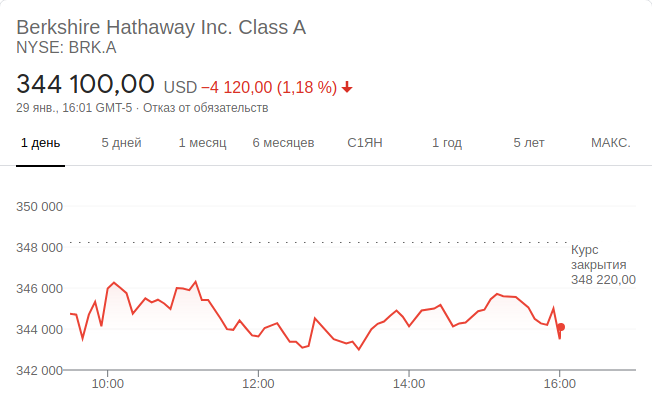 Berkshire Hathaway Inc. Class A
NYSE: BRK.A
344 100,00 USD −4 120,00 (1,18 %)
29 янв., 16:01 GMT-5 · Отказ от обязательств
1 день 5 дней 1 месяц 6 месяцев С1ЯН 1 год 5 лет МАКС.
350 000
348 000
Курс
закрытия
348 220,00
346 000
344 000
342 000
10:00 12:00 14:00 16:00